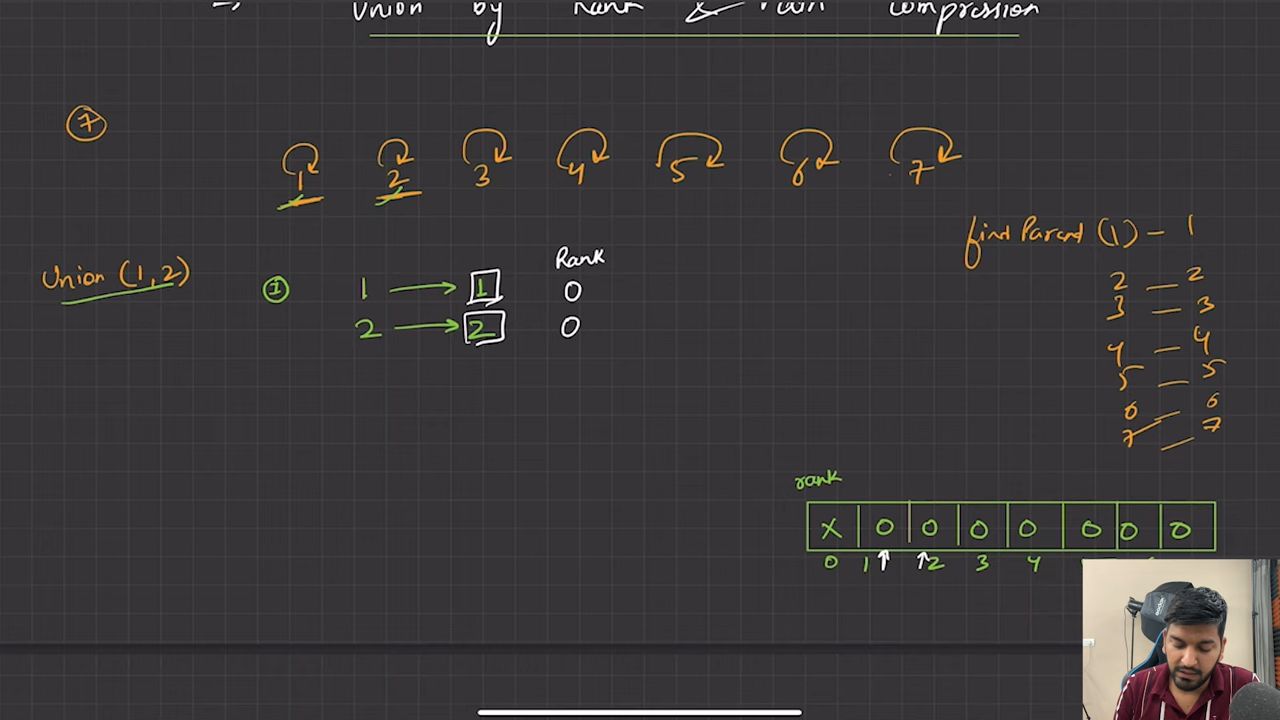 Union by Rank & Path Compression
7
1 2 3 4 5 6 7
find Parent (1) - 1
2 - 2
3 - 3
4 - 4
5 - 5
6 - 6
7 - 7
Union (1,2)
Rank
1 1 → 1 0
2 → 2 0
rank
X 0 0 0 0 0 0 0
0 1 2 3 4